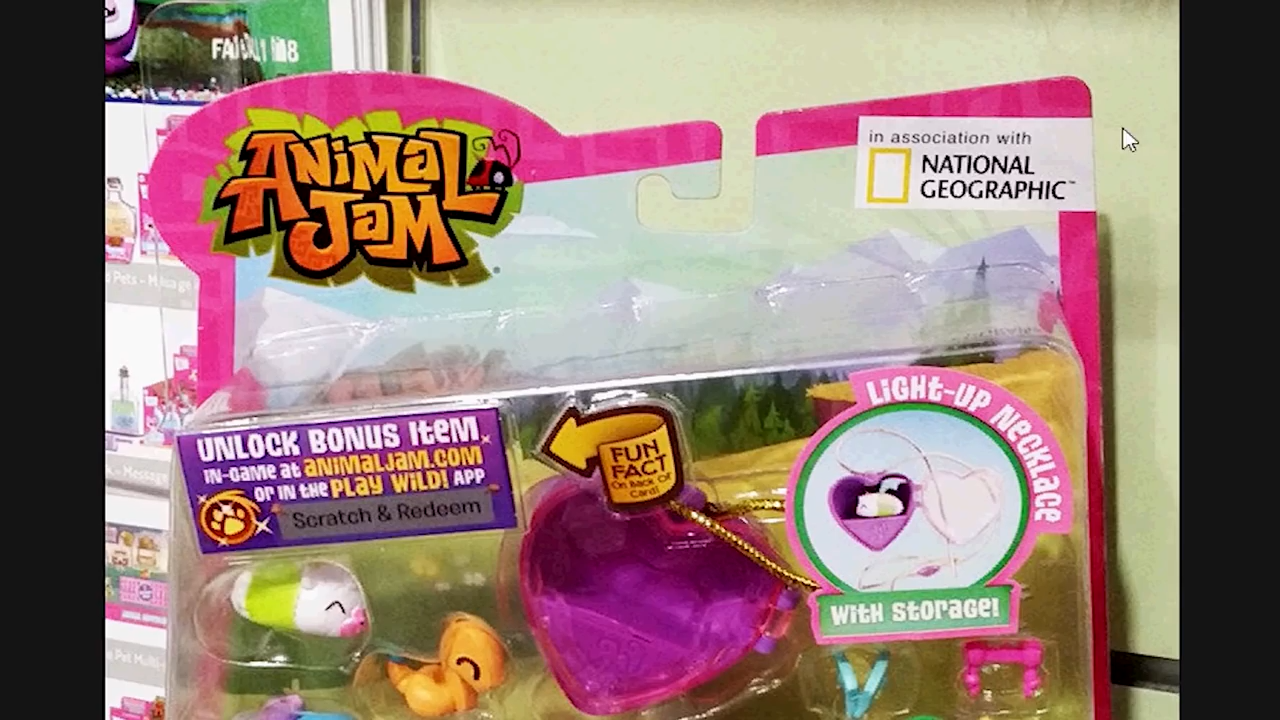 in association with
NATIONAL
GEOGRAPHIC™
ANIMAL
JAM
LIGHT-UP NECKLACE
UNLOCK BONUS ITEM
IN-GAME AT ANIMALJAM.COM
OR IN THE PLAY WILD! APP
Scratch & Redeem
FUN
FACT
On Back Of
Card!
WITH STORAGE!